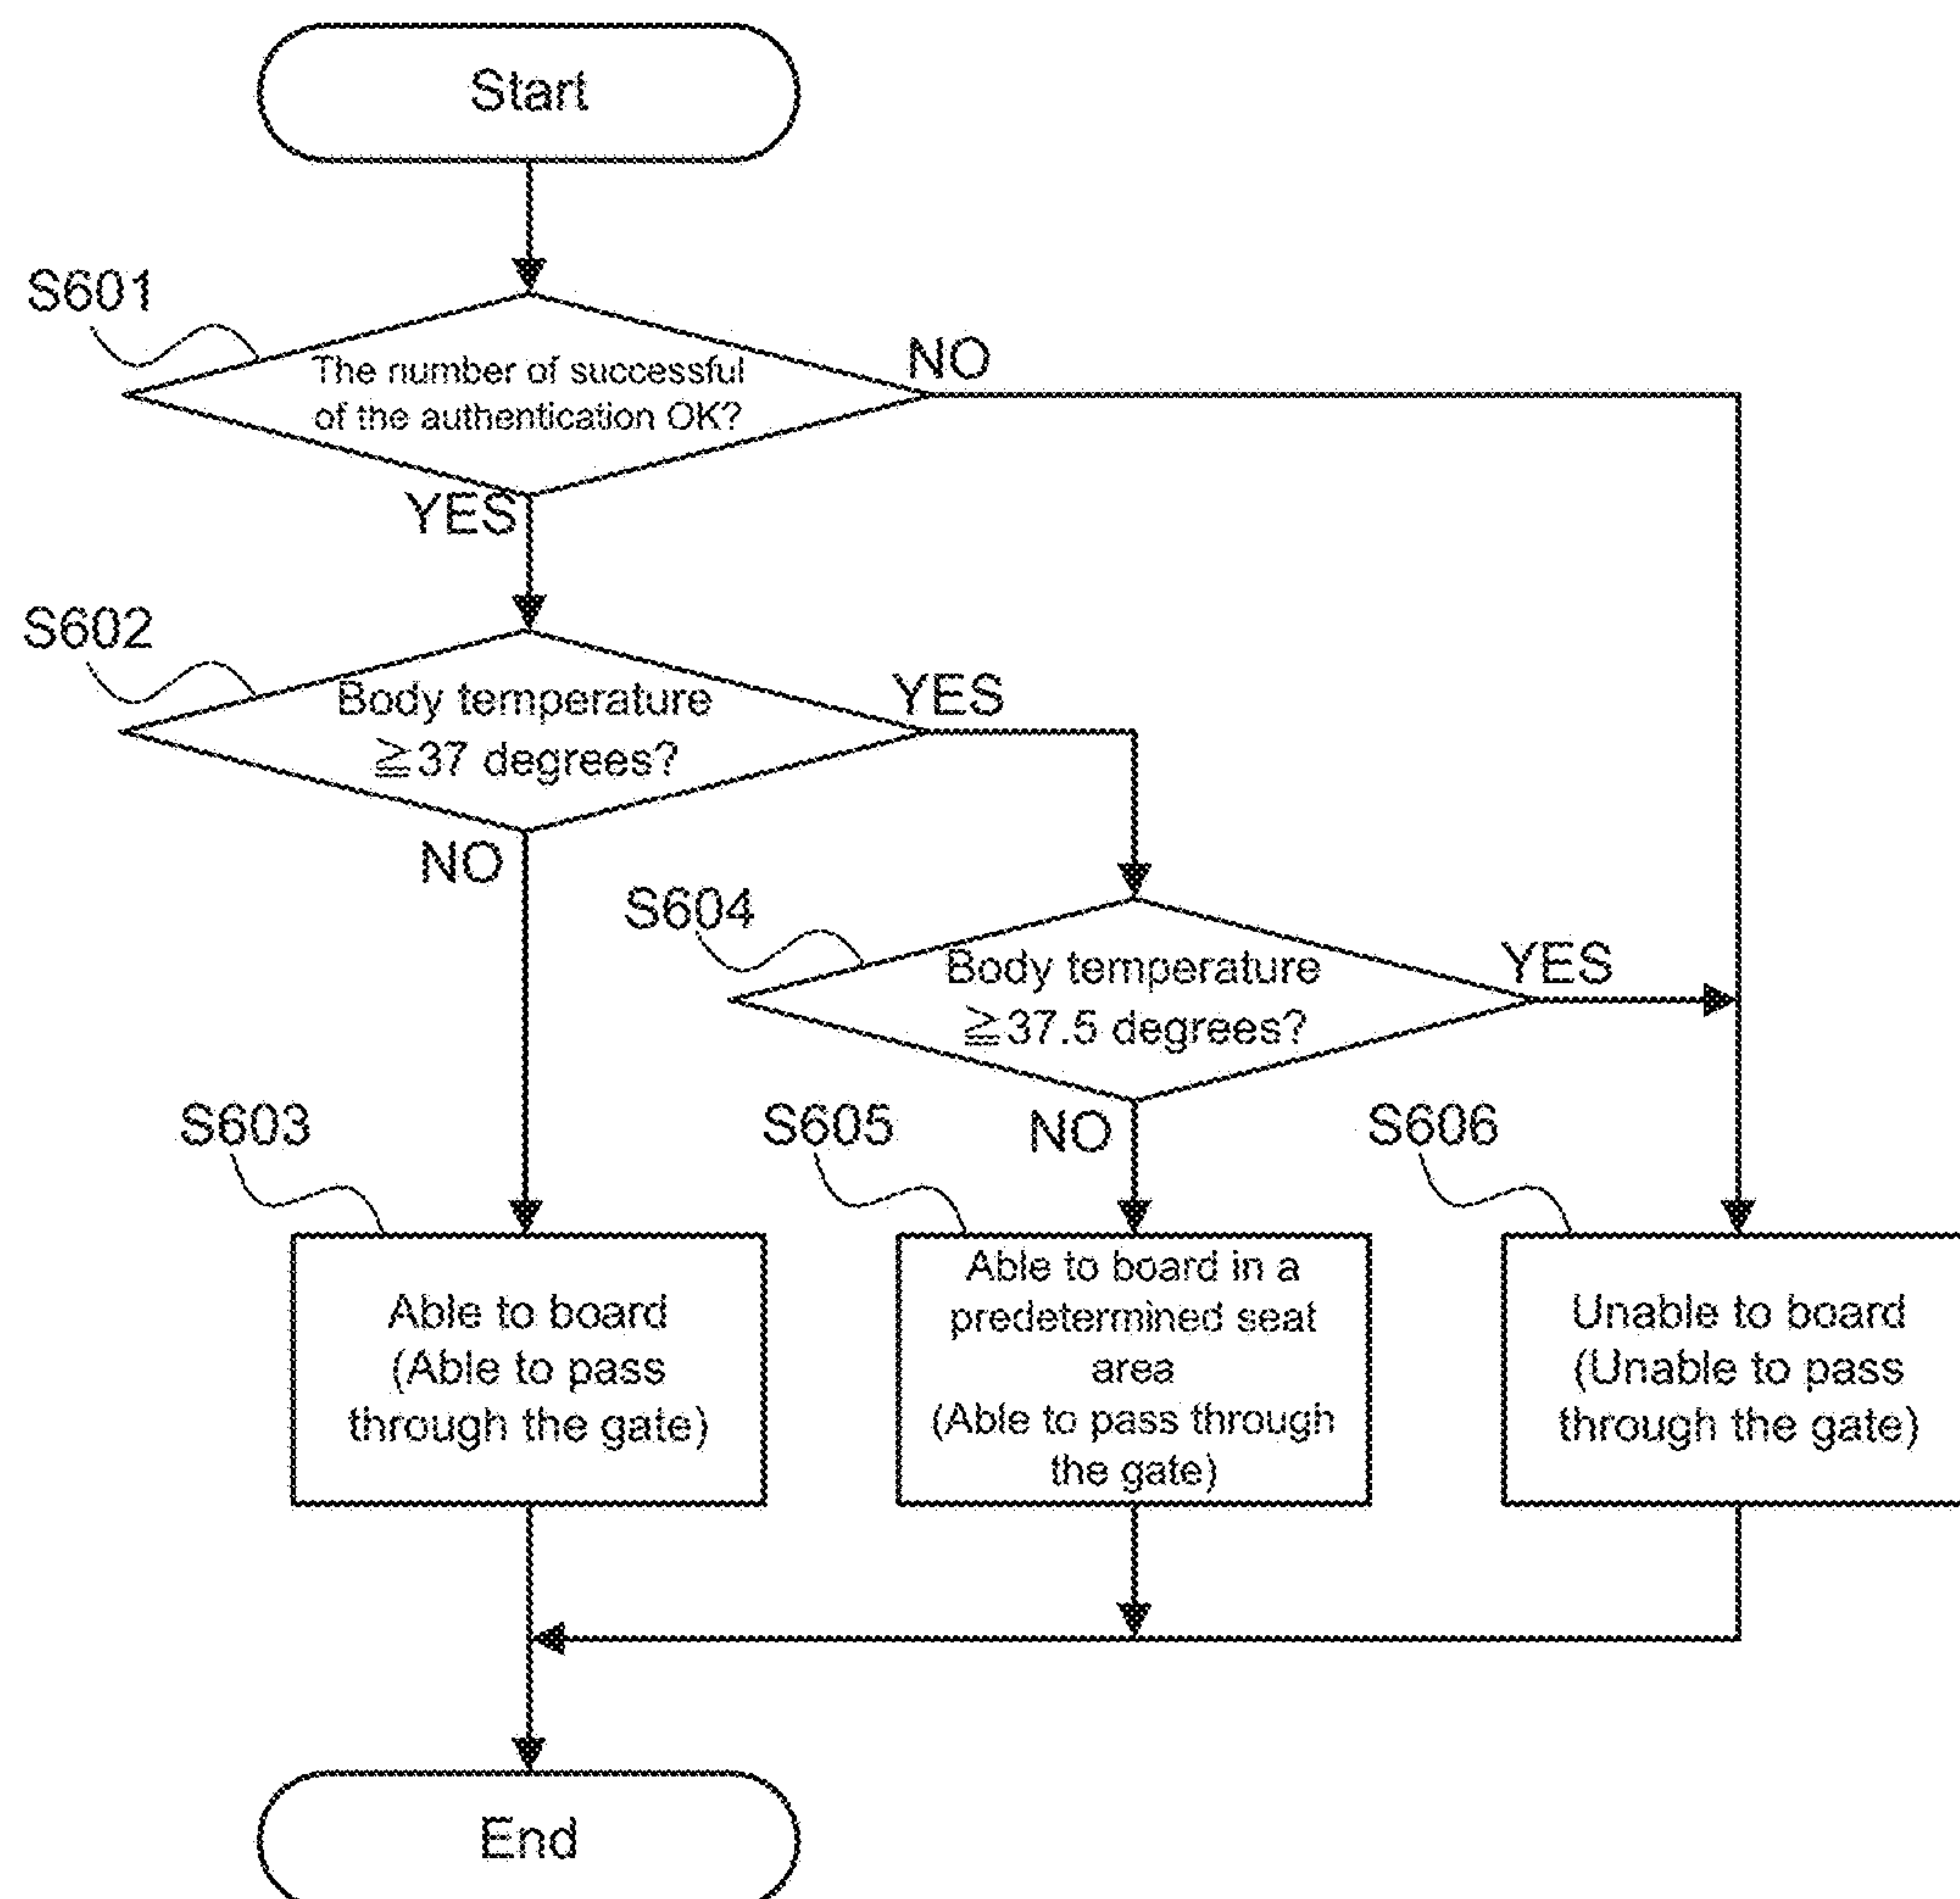 Start
S601
The number of successful
of the authentication OK?
NO
YES
S602
Body temperature
≧37 degrees?
YES
NO
S604
Body temperature
≧37.5 degrees?
YES
NO
S603
Able to board
(Able to pass
through the gate)
S605
Able to board in a
predetermined seat
area
(Able to pass through
the gate)
S606
Unable to board
(Unable to pass
through the gate)
End